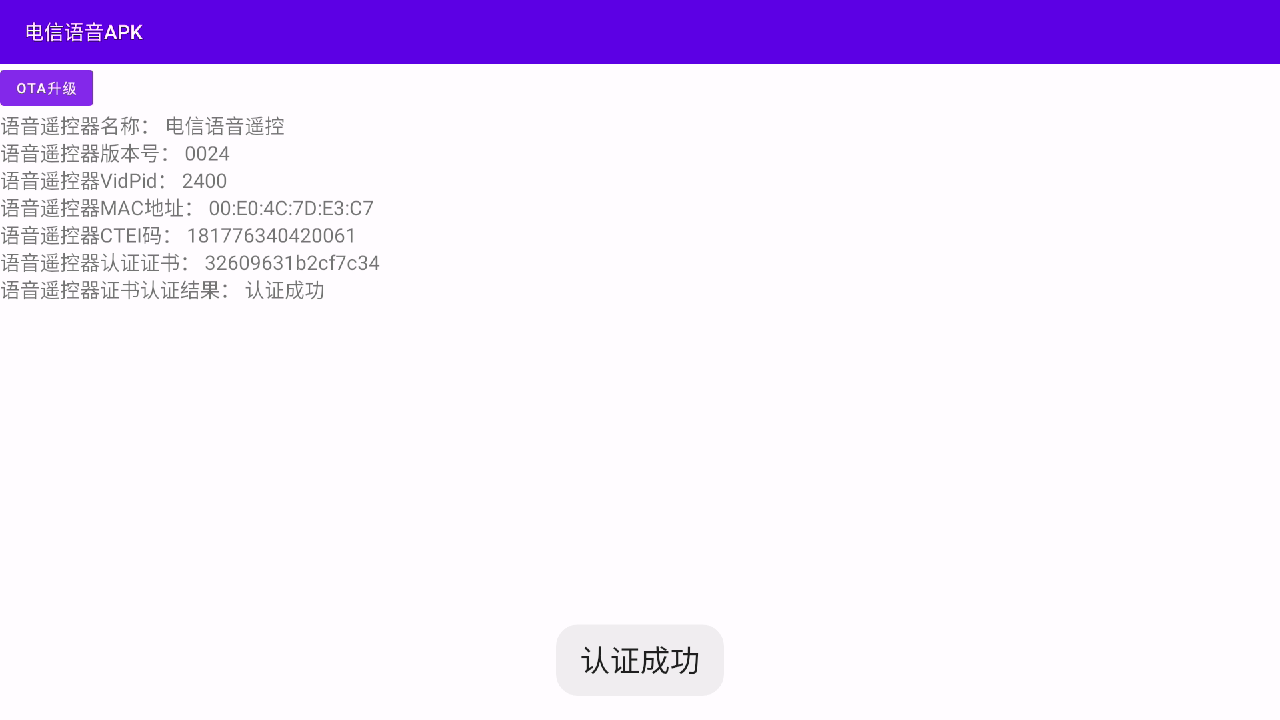 电信语音APK
OTA升级
语音遥控器名称： 电信语音遥控
语音遥控器版本号： 0024
语音遥控器VidPid： 2400
语音遥控器MAC地址： 00:E0:4C:7D:E3:C7
语音遥控器CTEI码： 181776340420061
语音遥控器认证证书： 32609631b2cf7c34
语音遥控器证书认证结果： 认证成功
认证成功